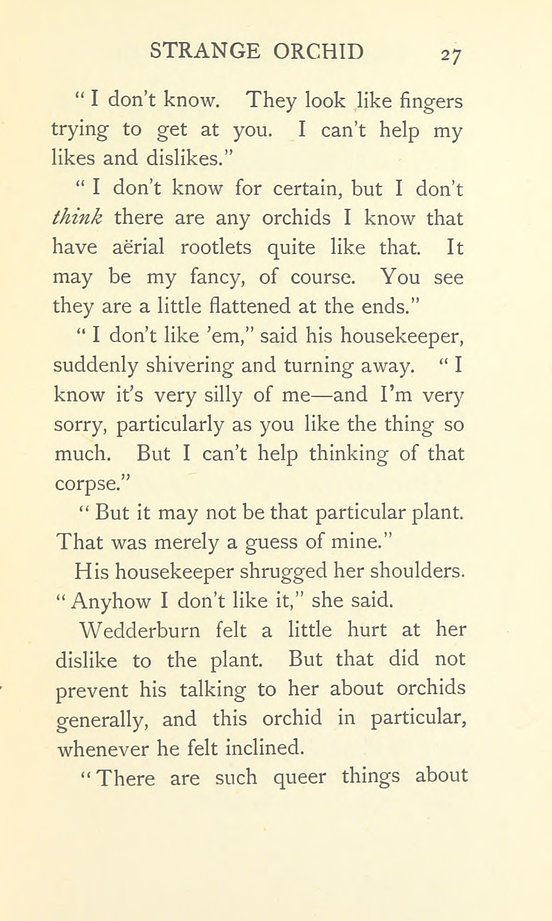 STRANGE ORCHID 27
“ I don’t know. They look like fingers
trying to get at you. I can’t help my
likes and dislikes.”
“ I don’t know for certain, but I don’t
think there are any orchids I know that
have aërial rootlets quite like that. It
may be my fancy, of course. You see
they are a little flattened at the ends.”
“ I don’t like ’em,” said his housekeeper,
suddenly shivering and turning away. “ I
know it’s very silly of me—and I’m very
sorry, particularly as you like the thing so
much. But I can’t help thinking of that
corpse.”
“ But it may not be that particular plant.
That was merely a guess of mine.”
His housekeeper shrugged her shoulders.
“ Anyhow I don’t like it,” she said.
Wedderburn felt a little hurt at her
dislike to the plant. But that did not
prevent his talking to her about orchids
generally, and this orchid in particular,
whenever he felt inclined.
“ There are such queer things about